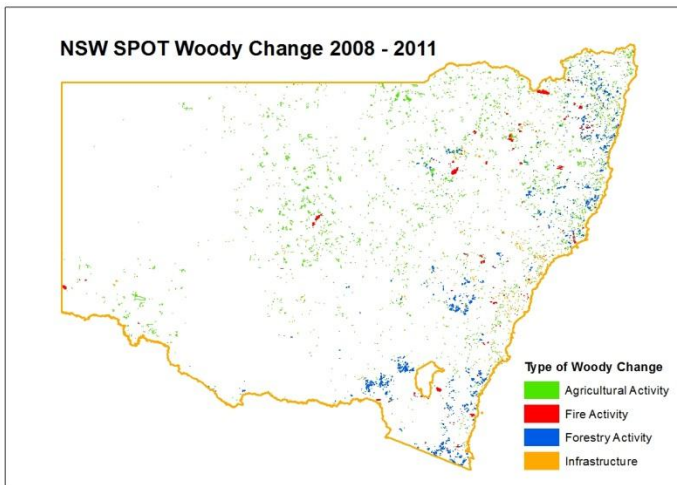 NSW SPOT Woody Change 2008 - 2011
Type of Woody Change
Agricultural Activity
Fire Activity
Forestry Activity
Infrastructure